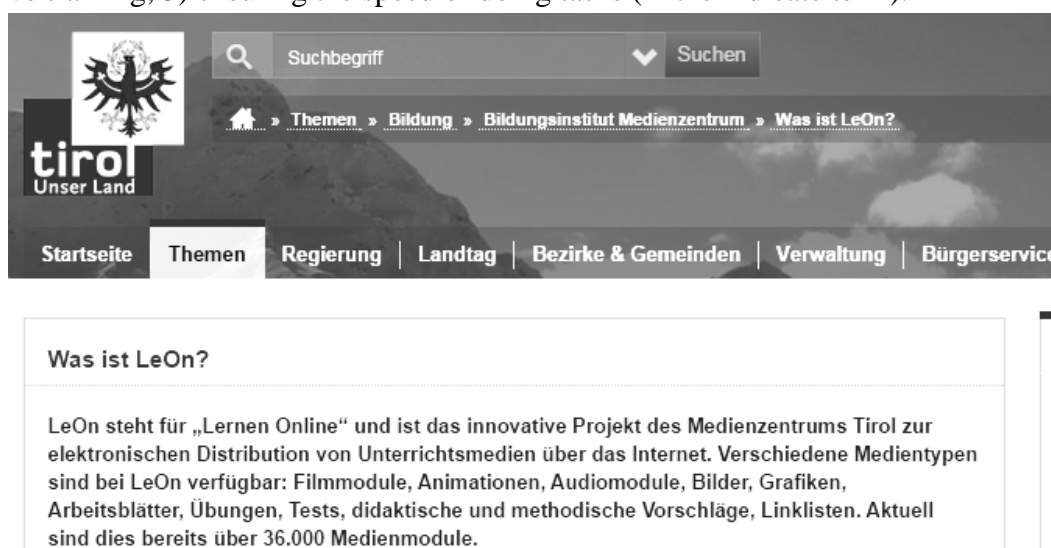 Suchbegriff
Suchen
» Themen » Bildung » Bildungsinstitut Medienzentrum » Was ist LeOn?
tirol
Unser Land
Startseite Themen Regierung | Landtag | Bezirke & Gemeinden | Verwaltung | Bürgerservice
Was ist LeOn?
LeOn steht für „Lernen Online“ und ist das innovative Projekt des Medienzentrums Tirol zur
elektronischen Distribution von Unterrichtsmedien über das Internet. Verschiedene Medientypen
sind bei LeOn verfügbar: Filmmodule, Animationen, Audiomodule, Bilder, Grafiken,
Arbeitsblätter, Übungen, Tests, didaktische und methodische Vorschläge, Linklisten. Aktuell
sind dies bereits über 36.000 Medienmodule.